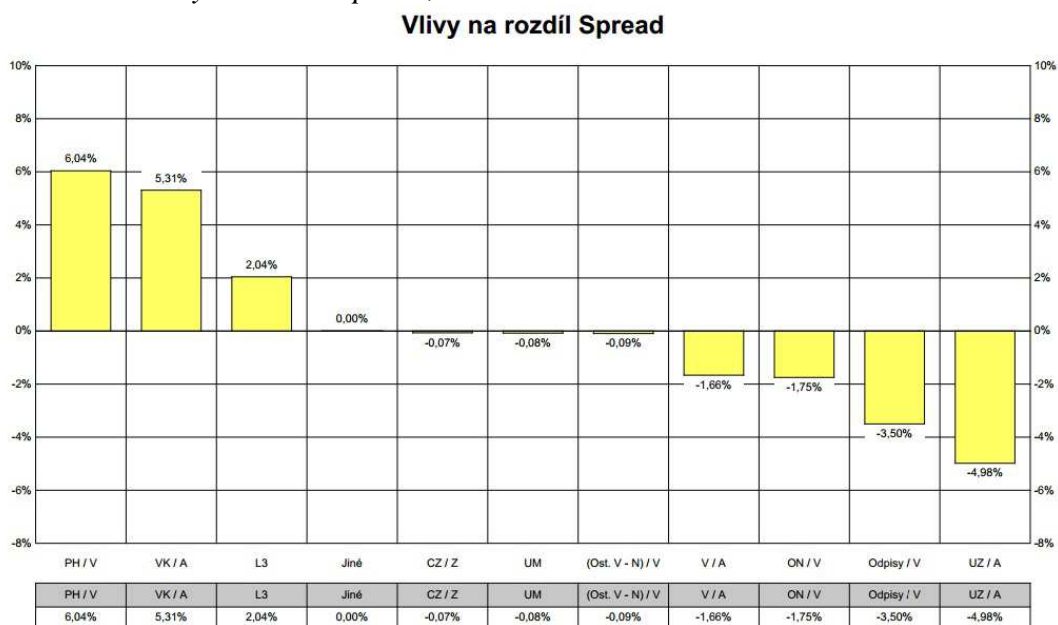 Vlivy na rozdíl Spread
10% 10%
8% 8%
6,04%
6% 5,31% 6%
4% 4%
2,04%
2% 2%
0,00%
0% 0%
-0,07% -0,08% -0,09%
-1,66% -1,75%
-2% -2%
-3,50%
-4% -4%
-4,98%
-6% -6%
-8% -8%
PH / V VK / A L3 Jiné CZ / Z UM (Ost. V - N) / V V / A ON / V Odpisy / V UZ / A
PH / V VK / A L3 Jiné CZ / Z UM (Ost. V - N) / V V / A ON / V Odpisy / V UZ / A
6,04% 5,31% 2,04% 0,00% -0,07% -0,08% -0,09% -1,66% -1,75% -3,50% -4,98%